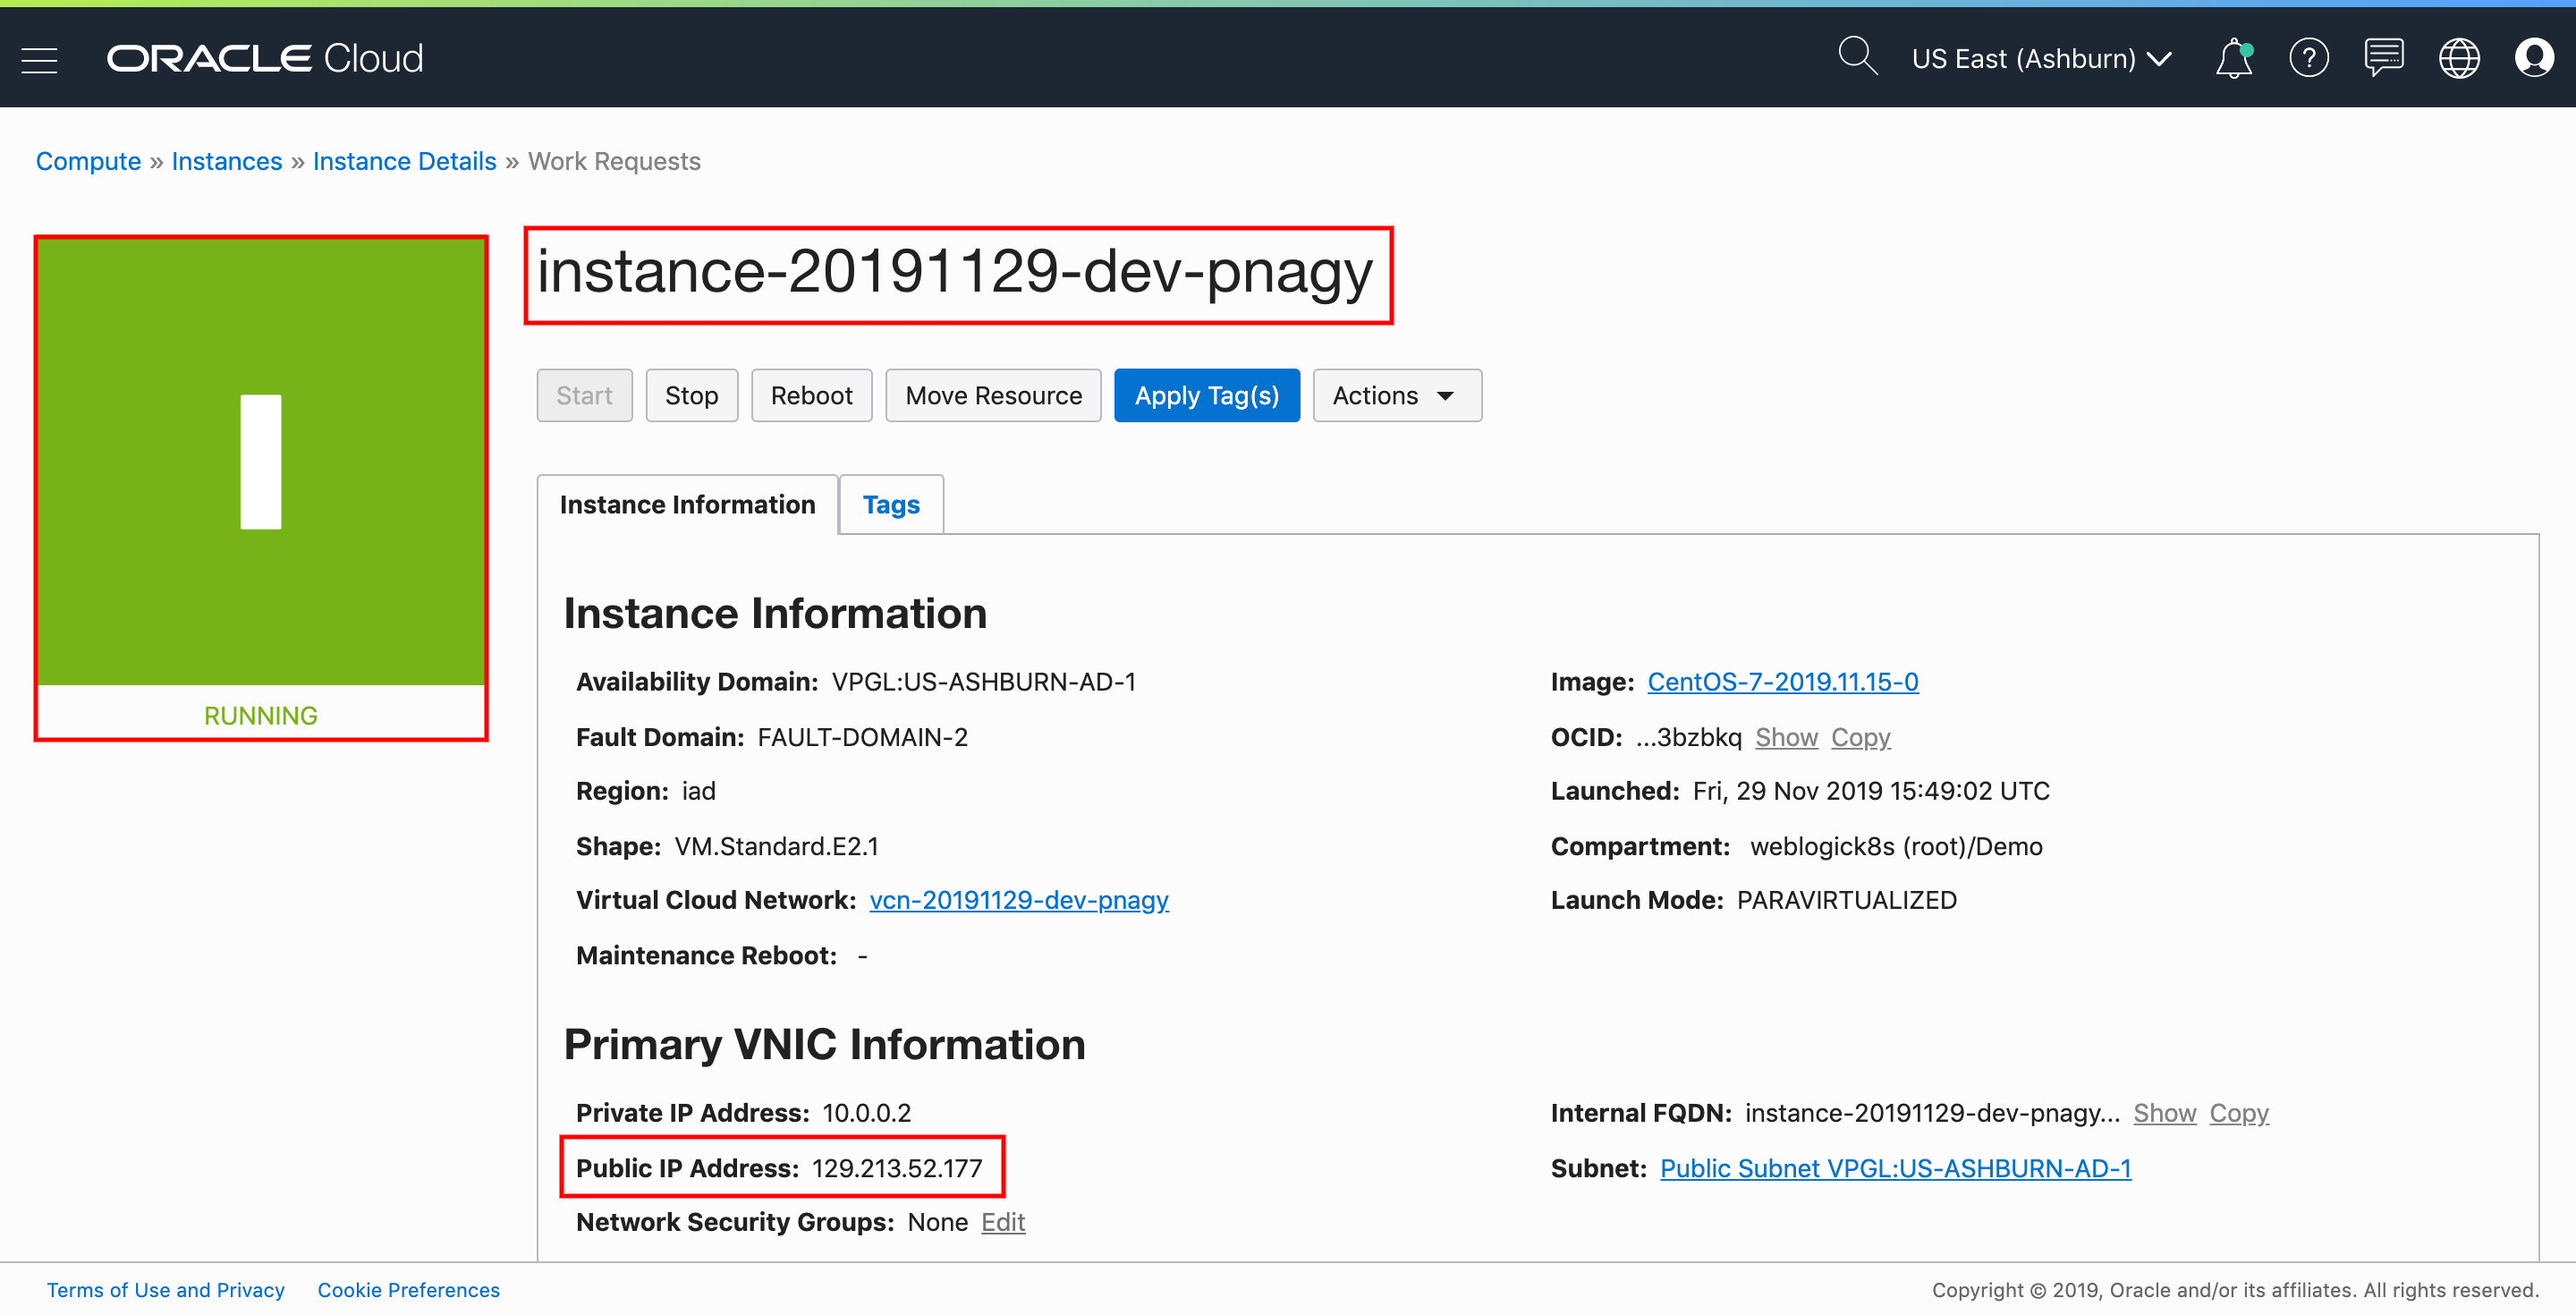 ORACLE Cloud
US East (Ashburn)
Compute » Instances » Instance Details » Work Requests
I
RUNNING
instance-20191129-dev-pnagy
Start Stop Reboot Move Resource Apply Tag(s) Actions
Instance Information Tags
Instance Information
Availability Domain: VPGL:US-ASHBURN-AD-1
Fault Domain: FAULT-DOMAIN-2
Region: iad
Shape: VM.Standard.E2.1
Virtual Cloud Network: vcn-20191129-dev-pnagy
Maintenance Reboot: -
Image: CentOS-7-2019.11.15-0
OCID: ...3bzbkq Show Copy
Launched: Fri, 29 Nov 2019 15:49:02 UTC
Compartment: weblogick8s (root)/Demo
Launch Mode: PARAVIRTUALIZED
Primary VNIC Information
Private IP Address: 10.0.0.2
Public IP Address: 129.213.52.177
Network Security Groups: None Edit
Internal FQDN: instance-20191129-dev-pnagy... Show Copy
Subnet: Public Subnet VPGL:US-ASHBURN-AD-1
Terms of Use and Privacy Cookie Preferences
Copyright © 2019, Oracle and/or its affiliates. All rights reserved.